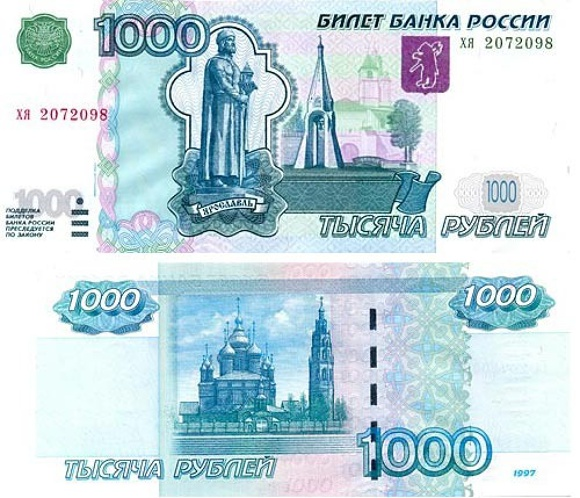 1000
БИЛЕТ БАНКА РОССИИ
ХЯ 2072098
ХЯ 2072098
1000
ПОДДЕЛКА
БИЛЕТОВ
БАНКА РОССИИ
ПРЕСЛЕДУЕТСЯ
ПО ЗАКОНУ
ЯРОСЛАВЛЬ
1000
ТЫСЯЧА РУБЛЕЙ
1000
1000
ТЫСЯЧА РУБЛЕЙ
1000
1997